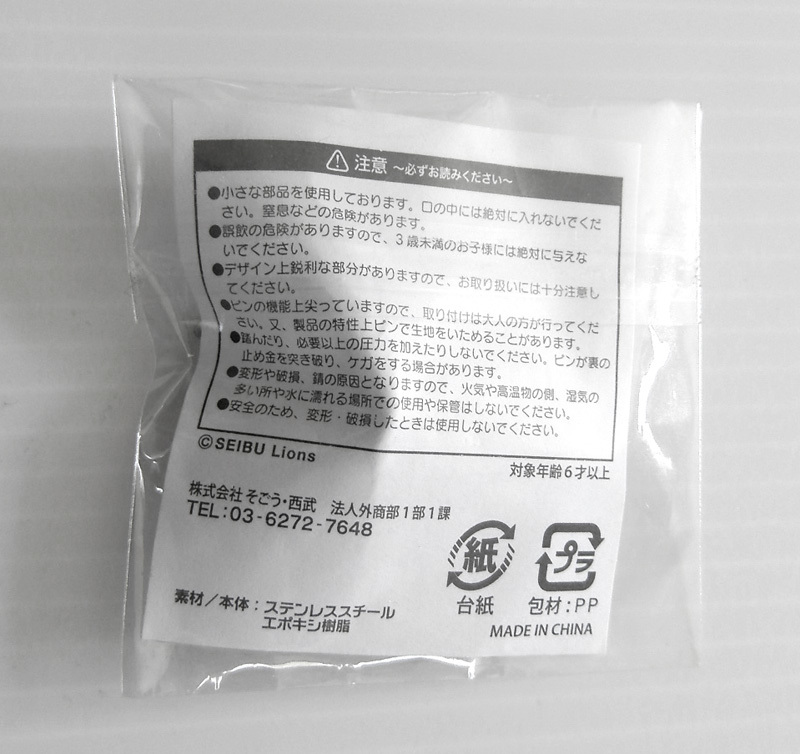 注意 ～必ずお読みください～
●小さな部品を使用しております。口の中には絶対に入れないでくだ
さい。窒息などの危険があります。
●誤飲の危険がありますので、3歳未満のお子様には絶対に与えな
いでください。
●デザイン上鋭利な部分がありますので、お取り扱いには十分注意し
てください。
●ピンの機能上尖っていますので、取り付けは大人の方が行ってくだ
さい。又、製品の特性上ピンで生地をいためることがあります。
●踏んだり、必要以上の圧力を加えたりしないでください。ピンが裏の
止め金を突き破り、ケガをする場合があります。
●変形や破損、錆の原因となりますので、火気や高温物の側、湿気の
多い所や水に濡れる場所での使用や保管はしないでください。
●安全のため、変形・破損したときは使用しないでください。
©SEIBU Lions
対象年齢6才以上
株式会社 そごう・西武 法人外商部1部1課
TEL:03-6272-7648
紙
プラ
台紙
包材:PP
素材/本体:ステンレススチール
エポキシ樹脂
MADE IN CHINA